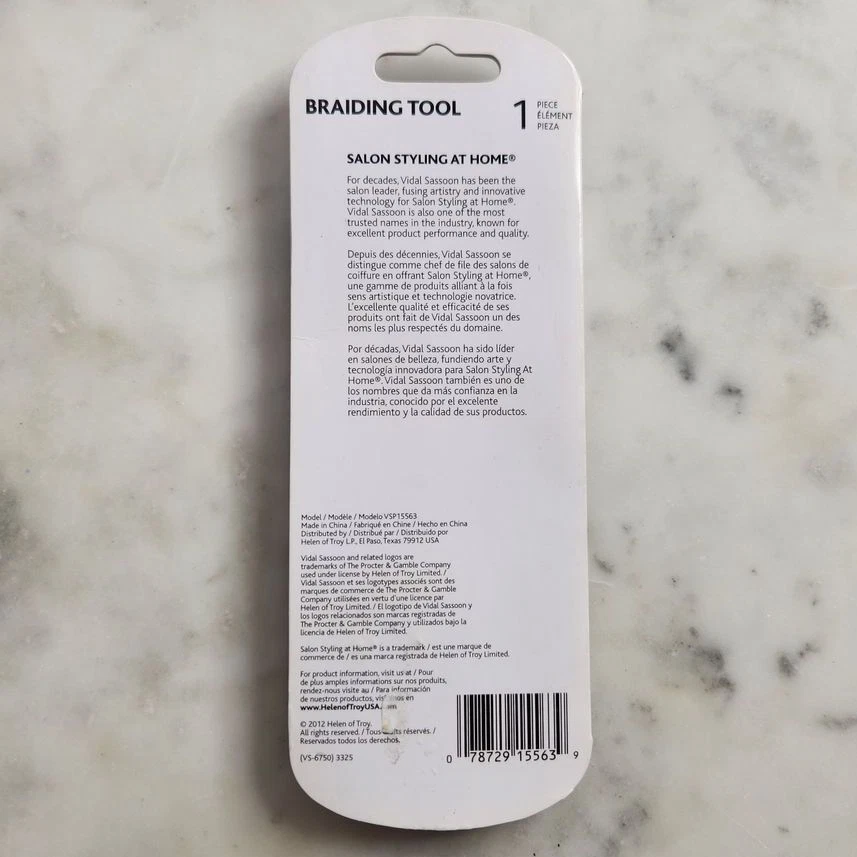 BRAIDING TOOL
1 PIECE
ÉLÉMENT
PIEZA
SALON STYLING AT HOME®
For decades, Vidal Sassoon has been the
salon leader, fusing artistry and innovative
technology for Salon Styling at Home®.
Vidal Sassoon is also one of the most
trusted names in the industry, known for
excellent product performance and quality.
Depuis des décennies, Vidal Sassoon se
distingue comme chef de file des salons de
coiffure en offrant Salon Styling at Home®,
une gamme de produits alliant à la fois
sens artistique et technologie novatrice.
L'excellente qualité et efficacité de ses
produits ont fait de Vidal Sassoon un des
noms les plus respectés du domaine.
Por décadas, Vidal Sassoon ha sido líder
en salones de belleza, fundiendo arte y
tecnología innovadora para Salon Styling At
Home®. Vidal Sassoon también es uno de
los nombres que da más confianza en la
industria, conocido por el excelente
rendimiento y la calidad de sus productos.
Model / Modèle / Modelo VSP15563
Made in China / Fabriqué en Chine / Hecho en China
Distributed by / Distribué par / Distribuido por
Helen of Troy L.P., El Paso, Texas 79912 USA
Vidal Sassoon and related logos are
trademarks of The Procter & Gamble Company
used under license by Helen of Troy Limited. /
Vidal Sassoon et ses logotypes associés sont des
marques de commerce de The Procter & Gamble
Company utilisées en vertu d'une licence par
Helen of Troy Limited. / El logotipo de Vidal Sassoon y
los logos relacionados son marcas registradas de
The Procter & Gamble Company y utilizados bajo la
licencia de Helen of Troy Limited.
Salon Styling at Home® is a trademark / est une marque de
commerce de / es una marca registrada de Helen of Troy Limited.
For product information, visit us at / Pour
de plus amples informations sur nos produits,
rendez-nous visite au / Para información
de nuestros productos, en
www.HelenofTroyUSA.
© 2012 Helen of Troy.
All rights reserved. / Tous réservés. /
Reservados todos los derechos.
(VS-6750) 3325
0 78729 15563 9